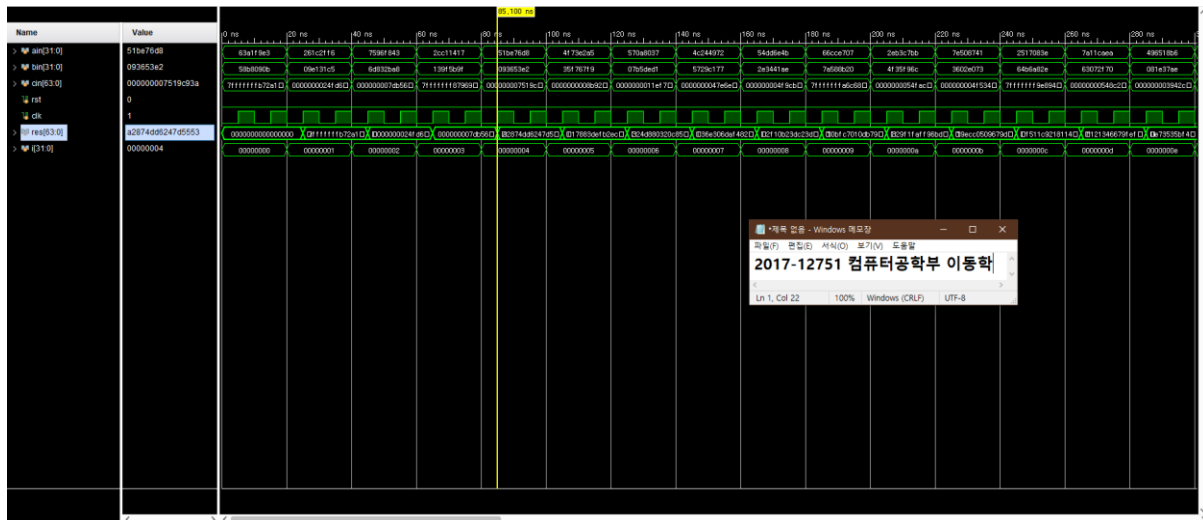 85,100 ns
Name Value
0 ns 20 ns 40 ns 60 ns 80 ns 100 ns 120 ns 140 ns 160 ns 180 ns 200 ns 220 ns 240 ns 260 ns 280 ns
ain[31:0] 51be76d8 63a1f9e3 261c2f16 7596f843 2cc11417 51be76d8 4f73e2a5 570a8037 4c244972 54dd6e4b 66cce707 2eb3c7bb 7e508741 2517083e 7a11caea 496518b6
bin[31:0] 093653e2 58b8090b 09e131c5 6d832ba8 139f5b9f 093653e2 35f767f9 07b5ded1 5729c177 2e3441ae 7a588b20 4f35f96c 3602e073 64b6a82e 63072f70 081e37ae
cin[63:0] 000000007519c93a
rst 0
clk 1
res[63:0] a2874dd6247d5553 0000000000000000
i[31:0] 00000004 00000000 00000001 00000002 00000003 00000004 00000005 00000006 00000007 00000008 00000009 0000000a 0000000b 0000000c 0000000d 0000000e
*제목 없음 - Windows 메모장
파일(F) 편집(E) 서식(O) 보기(V) 도움말
2017-12751 컴퓨터공학부 이동학
Ln 1, Col 22 100% Windows (CRLF) UTF-8